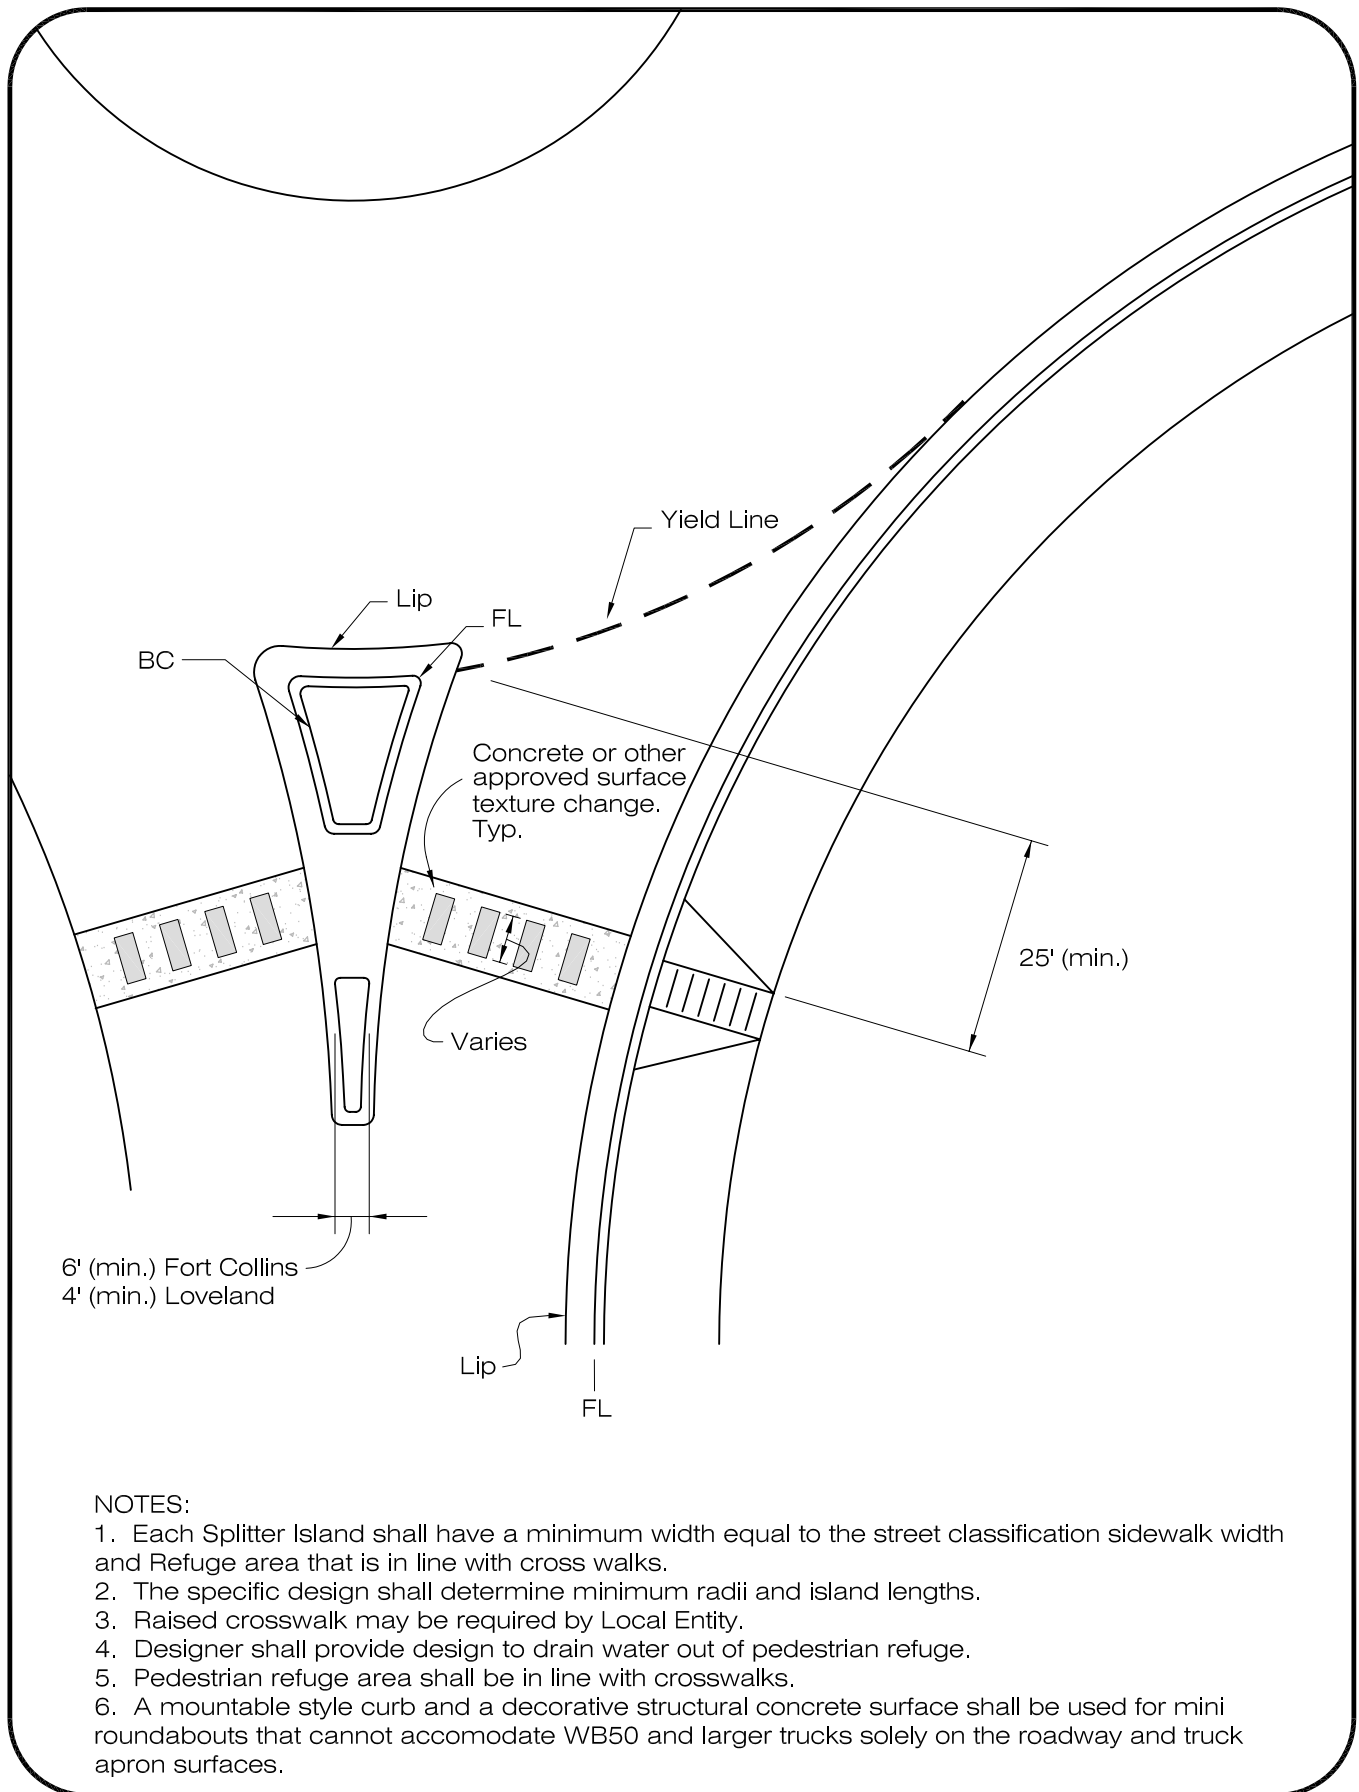 Yield Line
Lip
FL
BC
Concrete or other
approved surface
texture change.
Typ.
25' (min.)
Varies
6' (min.) Fort Collins
4' (min.) Loveland
Lip
FL
NOTES:
1. Each Splitter Island shall have a minimum width equal to the street classification sidewalk width
and Refuge area that is in line with cross walks.
2. The specific design shall determine minimum radii and island lengths.
3. Raised crosswalk may be required by Local Entity.
4. Designer shall provide design to drain water out of pedestrian refuge.
5. Pedestrian refuge area shall be in line with crosswalks.
6. A mountable style curb and a decorative structural concrete surface shall be used for mini
roundabouts that cannot accomodate WB50 and larger trucks solely on the roadway and truck
apron surfaces.